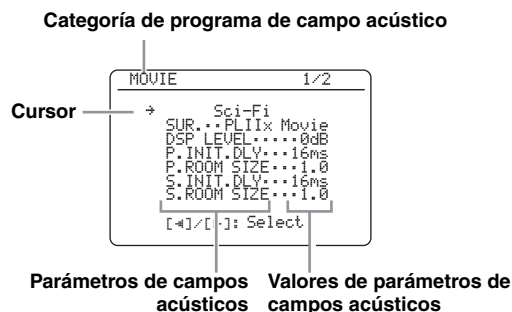 Categoría de programa de campo acústico
MOVIE 1/2
Cursor
→ Sci-Fi
SUR.··PLIIx Movie
DSP LEVEL·····0dB
P.INIT.DLY···16ms
P.ROOM SIZE···1.0
S.INIT.DLY···16ms
S.ROOM SIZE···1.0
[◀]/[▶]: Select
Parámetros de campos acústicos
Valores de parámetros de campos acústicos